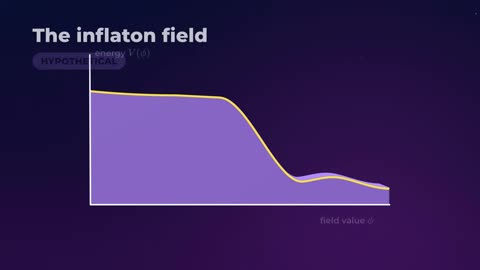 The inflaton field
energy V(ϕ)
HYPOTHETICAL
field value ϕ